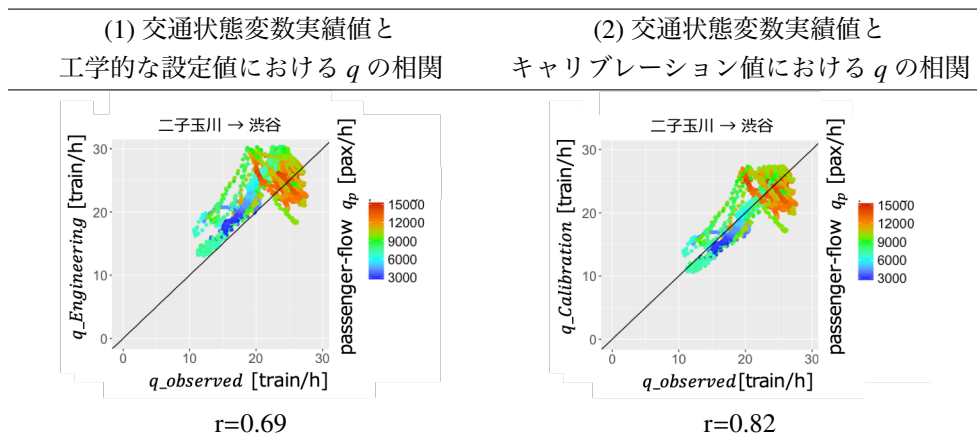 (1) 交通状態変数実績値と
工学的な設定値における q の相関
(2) 交通状態変数実績値と
キャリブレーション値における q の相関
二子玉川 → 渋谷
q_Engineering [train/h]
30
20
10
0
0 10 20 30
q_observed [train/h]
passenger-flow q_p [pax/h]
15000
12000
9000
6000
3000
r=0.69
二子玉川 → 渋谷
q_Calibration [train/h]
30
20
10
0
0 10 20 30
q_observed[train/h]
passenger-flow q_p [pax/h]
15000
12000
9000
6000
3000
r=0.82